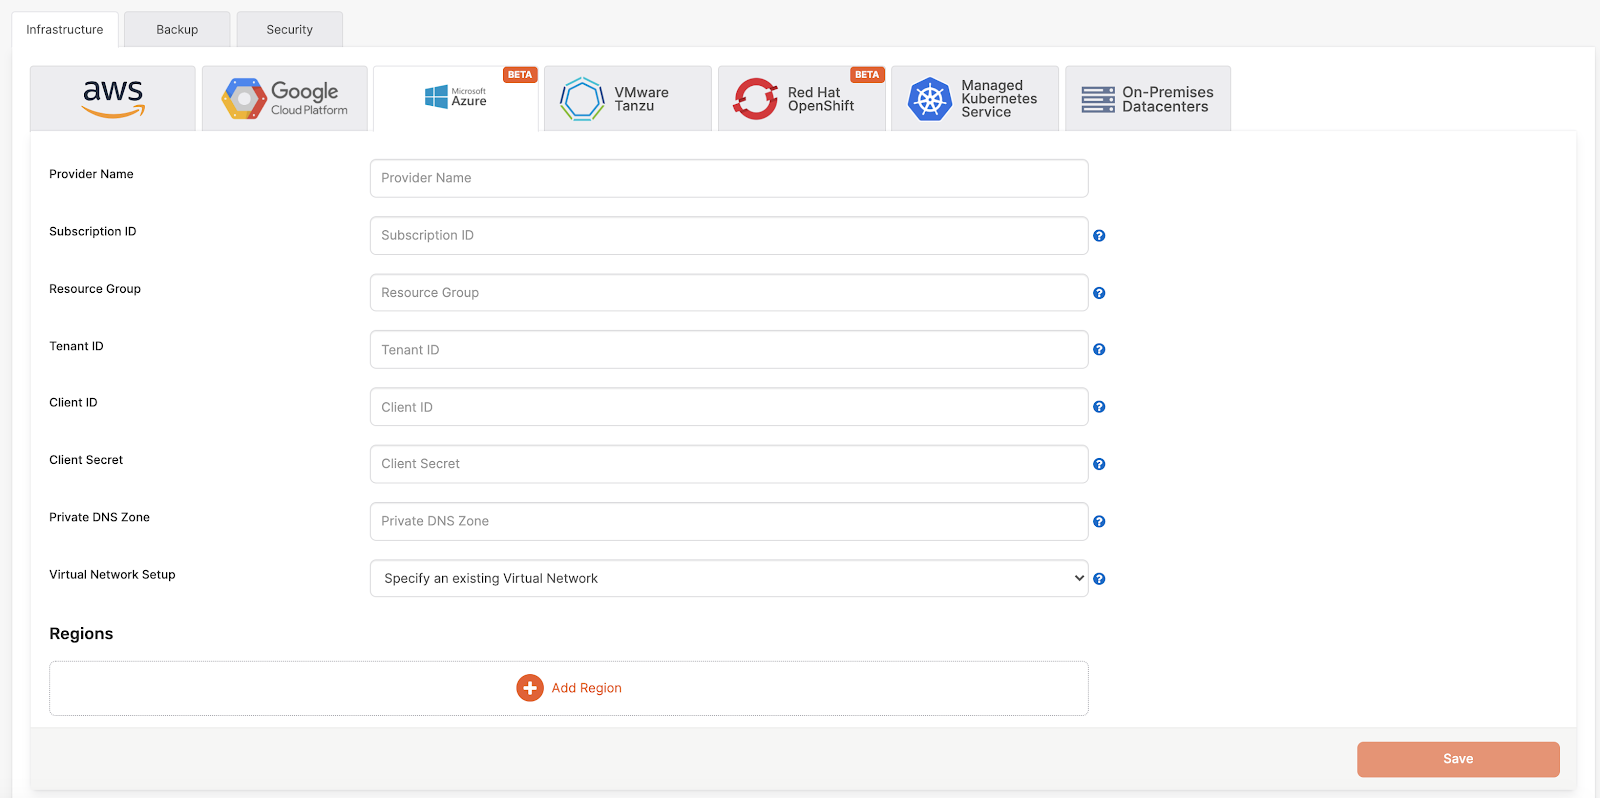 Infrastructure
Backup
Security
aws
Google
Cloud Platform
BETA
Microsoft
Azure
VMware
Tanzu
BETA
Red Hat
OpenShift
Managed
Kubernetes
Service
On-Premises
Datacenters
Provider Name
Provider Name
Subscription ID
Subscription ID
?
Resource Group
Resource Group
?
Tenant ID
Tenant ID
?
Client ID
Client ID
?
Client Secret
Client Secret
?
Private DNS Zone
Private DNS Zone
?
Virtual Network Setup
Specify an existing Virtual Network
?
Regions
Add Region
Save